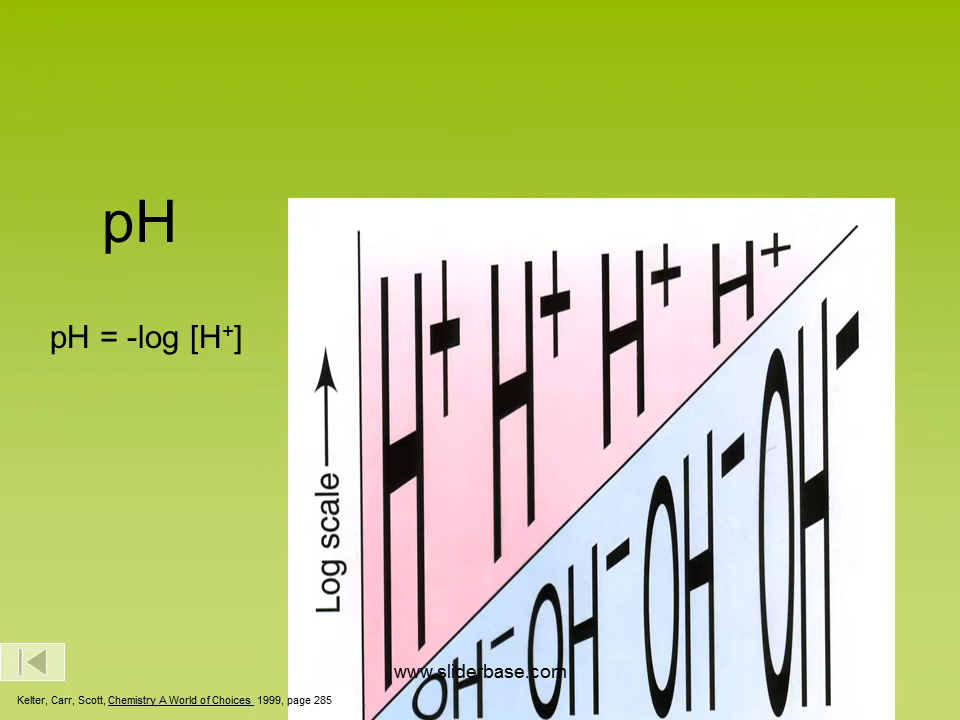 pH
pH = -log [H⁺]
Log scale
H⁺ H⁺ H⁺ H⁺
OH⁻ OH⁻ OH⁻ OH⁻
www.sliderbase.com
Kelter, Carr, Scott, Chemistry A World of Choices 1999, page 285